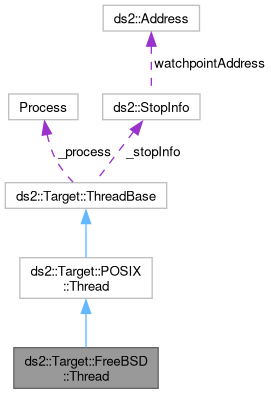 ds2::Address
watchpointAddress
Process
ds2::StopInfo
_process
_stopInfo
ds2::Target::ThreadBase
ds2::Target::POSIX
::Thread
ds2::Target::FreeBSD
::Thread